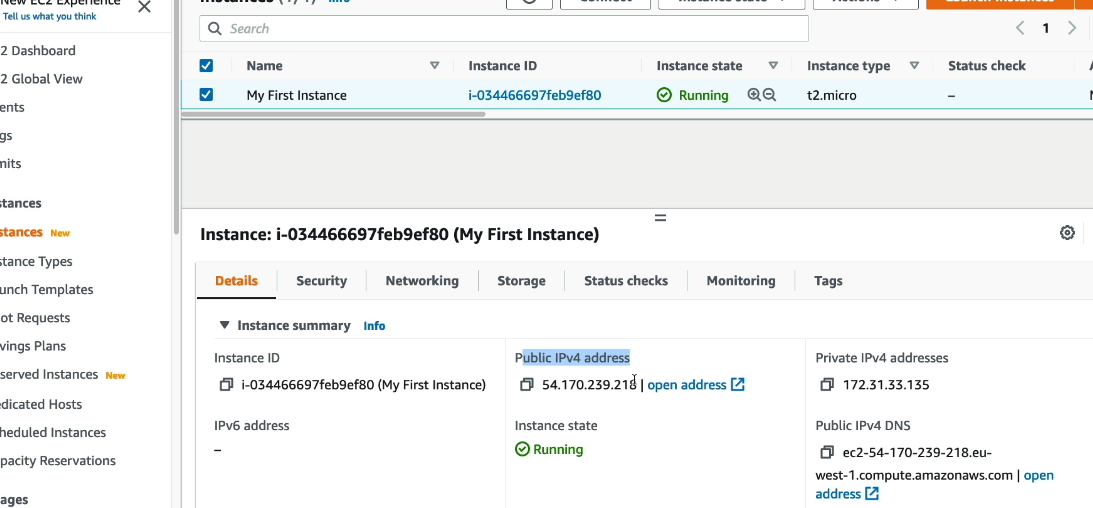 New EC2 Experience
Tell us what you think
2 Dashboard
2 Global View
ents
gs
mits
stances
stances New
stance Types
unch Templates
ot Requests
vings Plans
served Instances New
edicated Hosts
heduled Instances
pacity Reservations
ages
Instances (1/1) Info
Connect
Instance state
Actions
Launch instances
Search
1
Name Instance ID Instance state Instance type Status check A
My First Instance i-034466697feb9ef80 Running t2.micro –
Instance: i-034466697feb9ef80 (My First Instance)
Details Security Networking Storage Status checks Monitoring Tags
Instance summary Info
Instance ID
i-034466697feb9ef80 (My First Instance)
Public IPv4 address
54.170.239.218 | open address
Private IPv4 addresses
172.31.33.135
IPv6 address
–
Instance state
Running
Public IPv4 DNS
ec2-54-170-239-218.eu-
west-1.compute.amazonaws.com | open
address